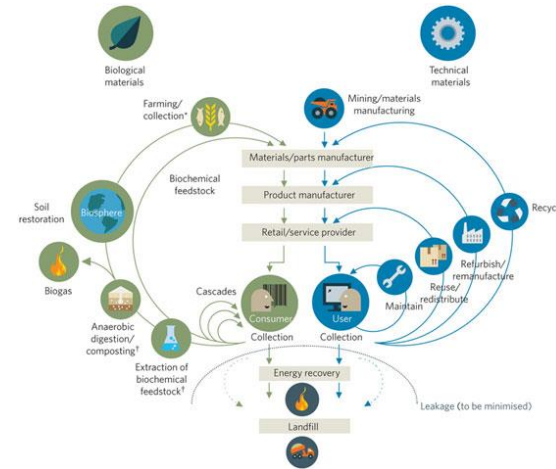 Biological
materials
Technical
materials
Farming/
collection*
Mining/materials
manufacturing
Materials/parts manufacturer
Biochemical
feedstock
Product manufacturer
Soil
restoration
Biosphere
Recyc
Retail/service provider
Refurbish/
remanufacture
Biogas
Reuse/
redistribute
Cascades
Maintain
Consumer
User
Anaerobic
digestion/
composting†
Collection
Collection
Extraction of
biochemical
feedstock†
Energy recovery
Leakage (to be minimised)
Landfill